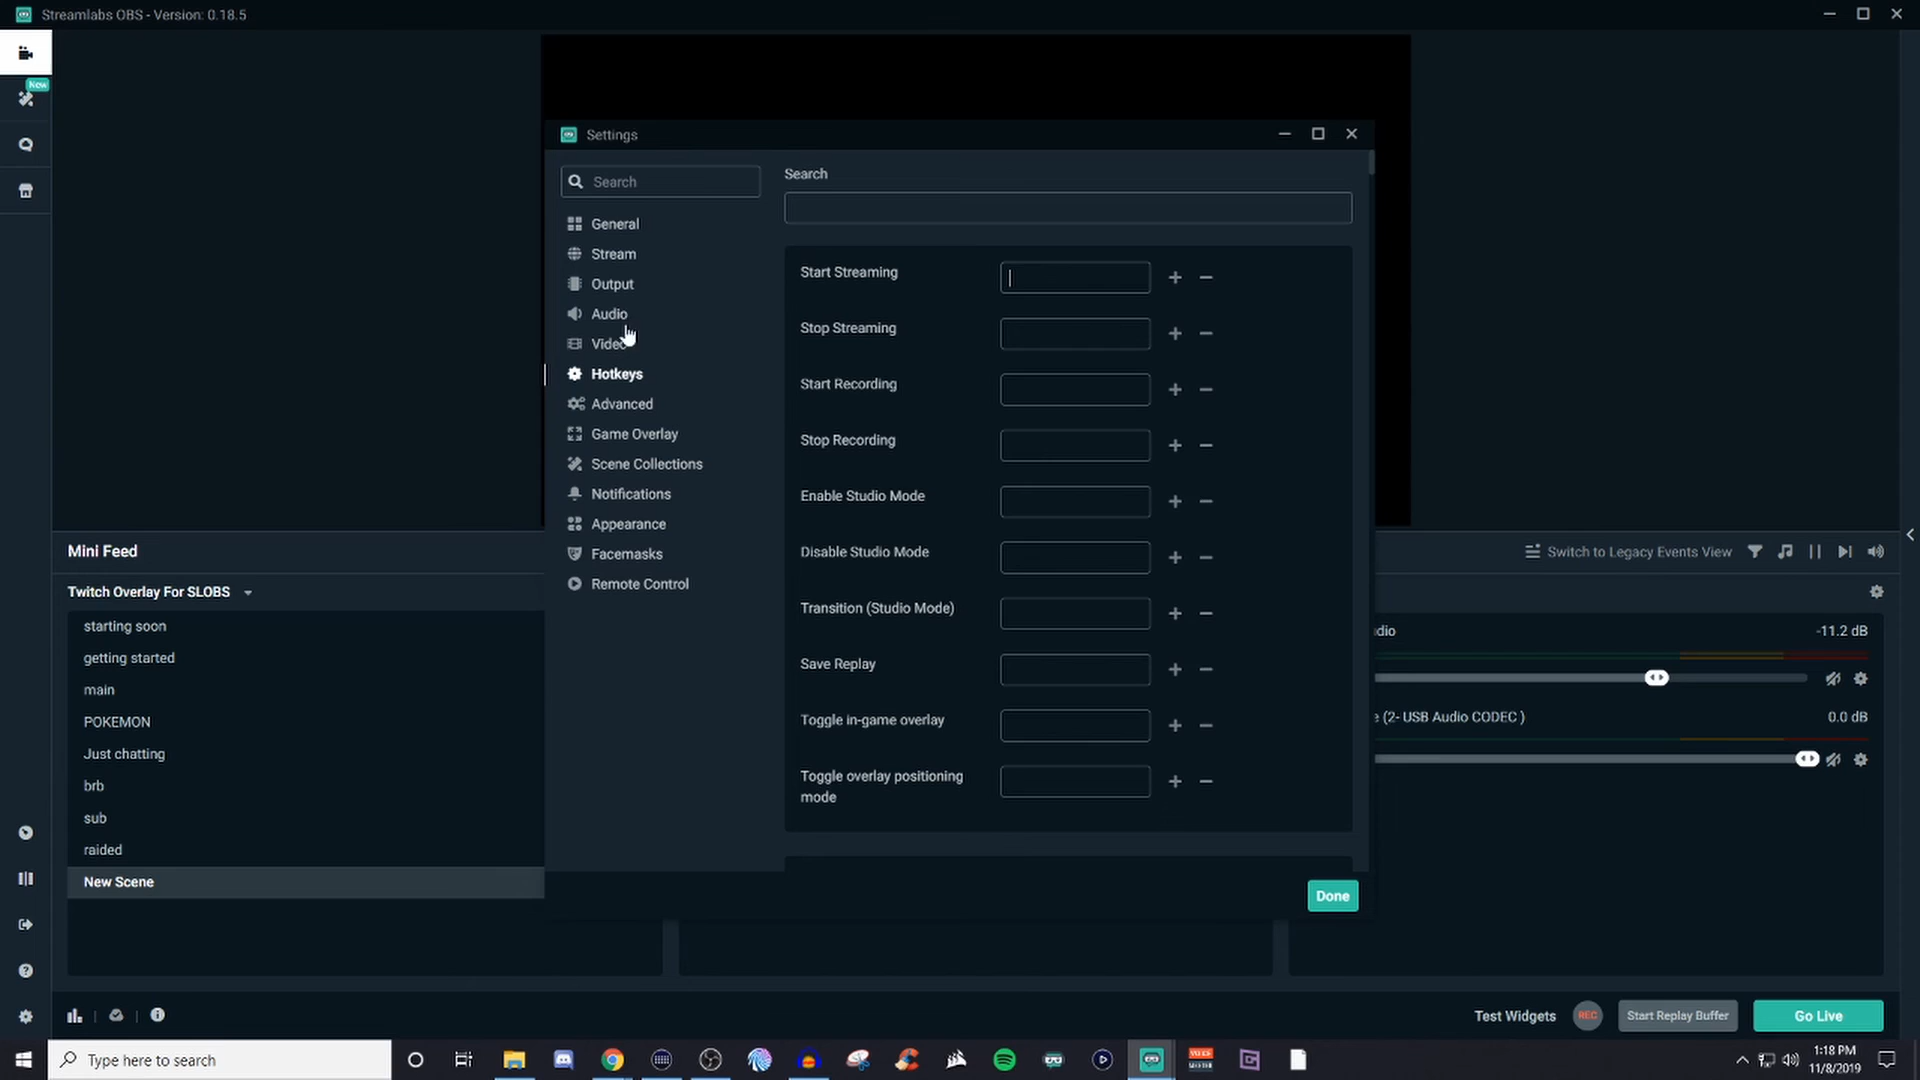 Streamlabs OBS - Version: 0.18.5
New
Settings
Search
General
Stream
Output
Audio
Video
Hotkeys
Advanced
Game Overlay
Scene Collections
Notifications
Appearance
Facemasks
Remote Control
Search
Start Streaming
Stop Streaming
Start Recording
Stop Recording
Enable Studio Mode
Disable Studio Mode
Transition (Studio Mode)
Save Replay
Toggle in-game overlay
Toggle overlay positioning
mode
Done
Mini Feed
Switch to Legacy Events View
Twitch Overlay For SLOBS
starting soon
getting started
main
POKEMON
Just chatting
brb
sub
raided
New Scene
dio -11.2 dB
e (2- USB Audio CODEC ) 0.0 dB
Test Widgets
REC
Start Replay Buffer
Go Live
Type here to search
1:18 PM
11/8/2019